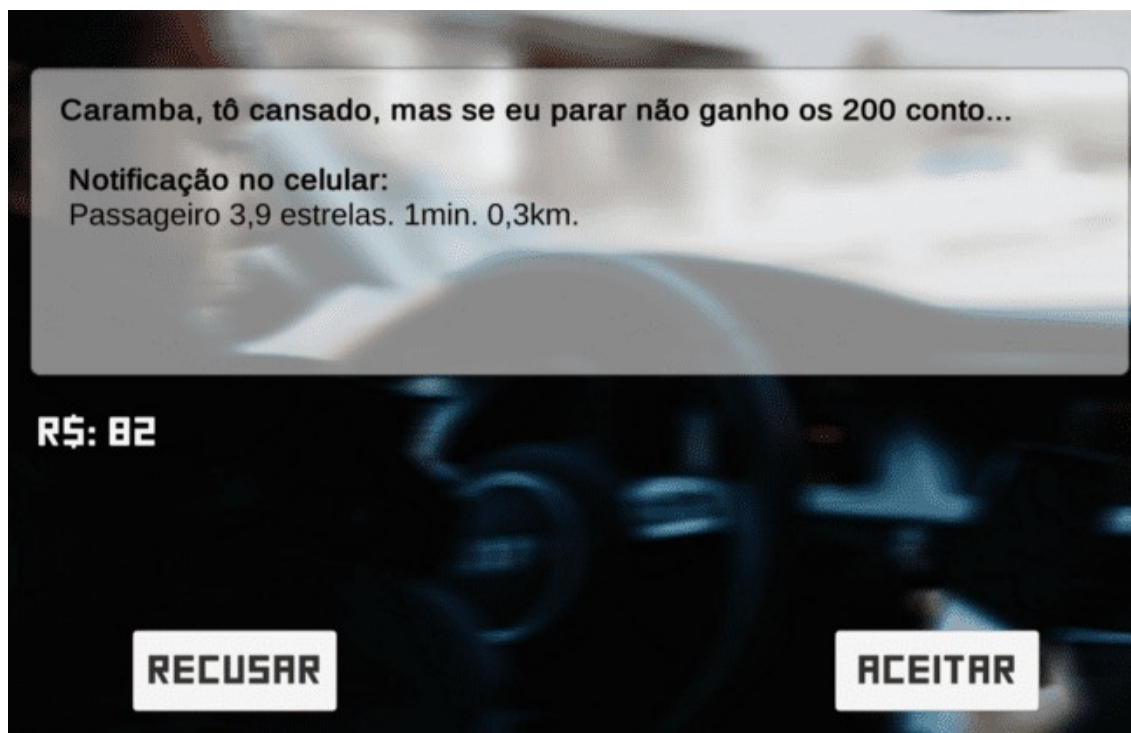 Caramba, tô cansado, mas se eu parar não ganho os 200 conto...
Notificação no celular:
Passageiro 3,9 estrelas. 1min. 0,3km.
R$: 82
RECUSAR
ACEITAR